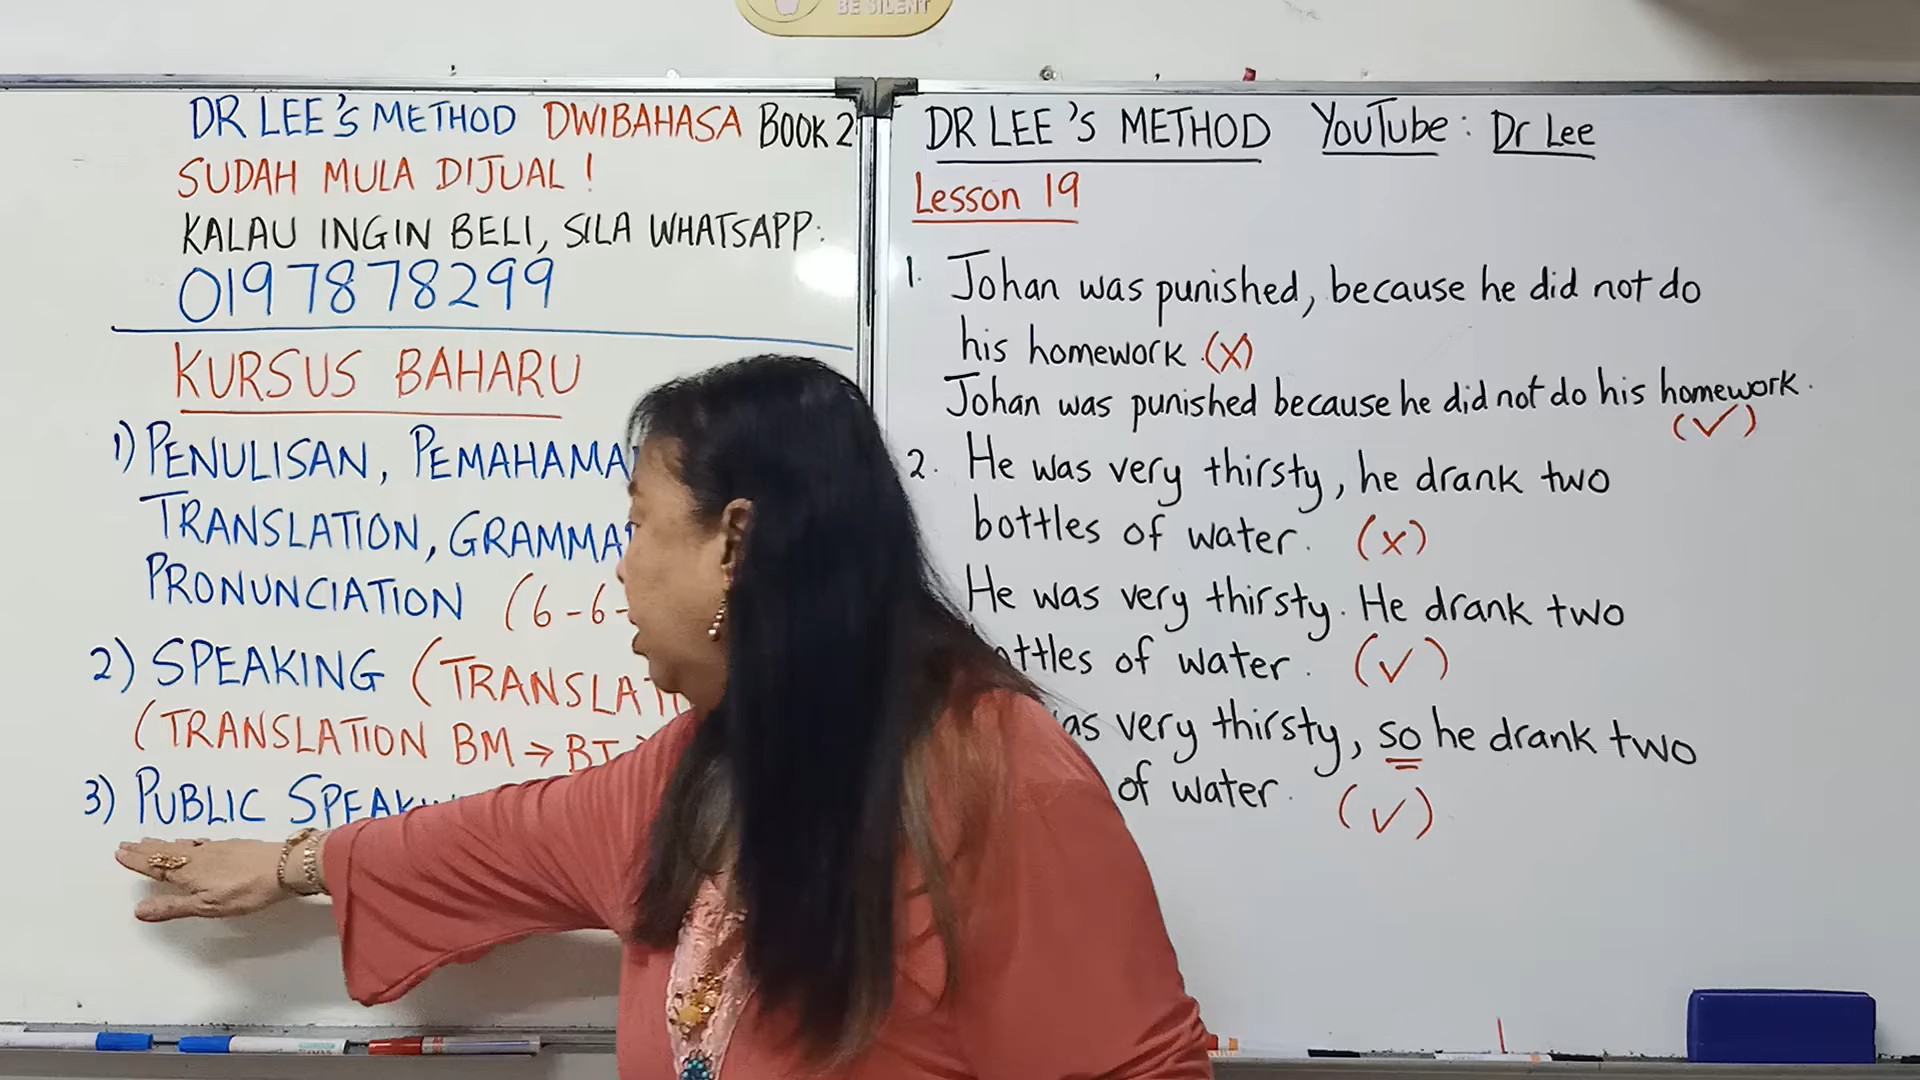 BE SILENT
DR LEE'S METHOD DWIBAHASA BOOK 2
SUDAH MULA DIJUAL !
KALAU INGIN BELI, SILA WHATSAPP:
0197878299
KURSUS BAHARU
1) PENULISAN, PEMAHAMA
TRANSLATION, GRAMMA
PRONUNCIATION (6-6-
2) SPEAKING (TRANSLATI
(TRANSLATION BM → BI
3) PUBLIC SPEAK
DR LEE'S METHOD YouTube: Dr Lee
Lesson 19
1. Johan was punished, because he did not do
his homework. (x)
Johan was punished because he did not do his homework.
(✓)
2. He was very thirsty, he drank two
bottles of water. (x)
He was very thirsty. He drank two
ottles of water. (✓)
as very thirsty, so he drank two
of water. (✓)